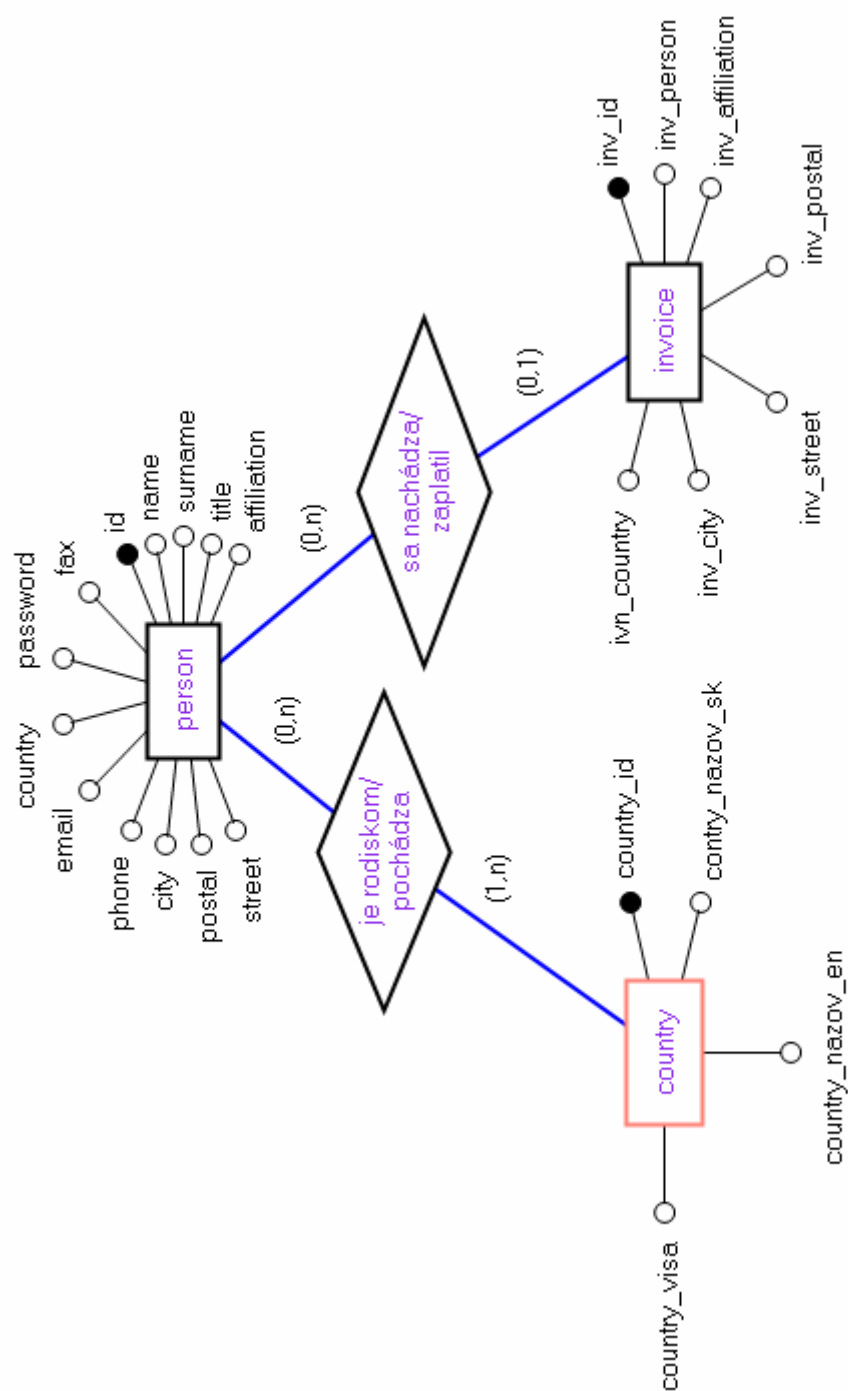 password
fax
country
id
email
name
surname
title
affiliation
phone
city
postal
street
person
(0,n)
(0,n)
je rodiskom/
pochádza
sa nachádza/
zaplatil
(1,n)
(0,1)
country_id
contry_nazov_sk
country
country_visa
country_nazov_en
inv_id
inv_person
inv_affiliation
invoice
ivn_country
inv_city
inv_street
inv_postal